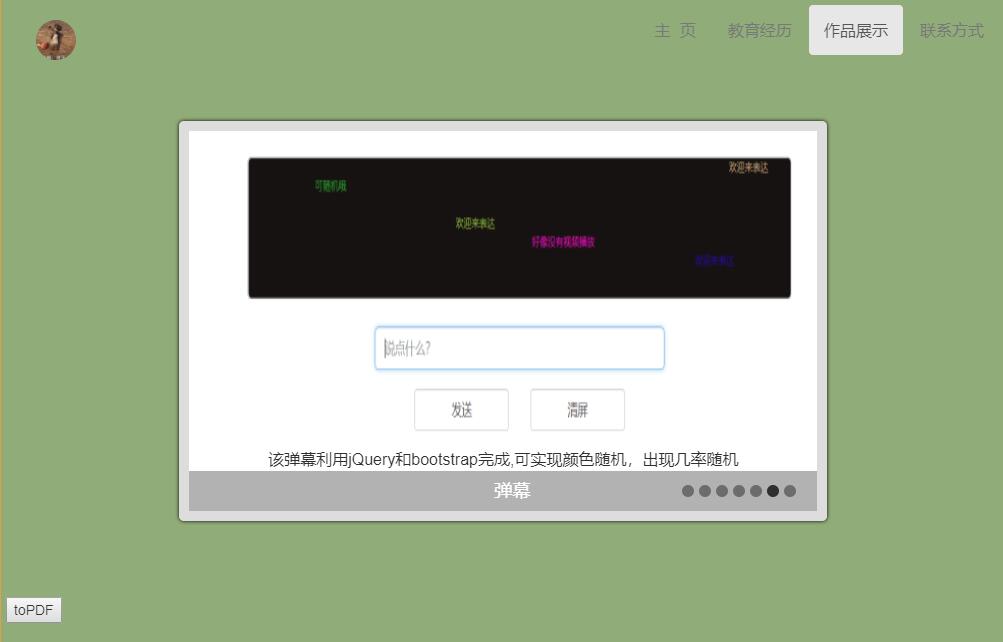 主 页 教育经历 作品展示 联系方式
欢迎来表达
可随机哦
欢迎来表达
好像没有视频播放
欢迎来表达
说点什么?
发送 清屏
该弹幕利用jQuery和bootstrap完成,可实现颜色随机，出现几率随机
弹幕
toPDF